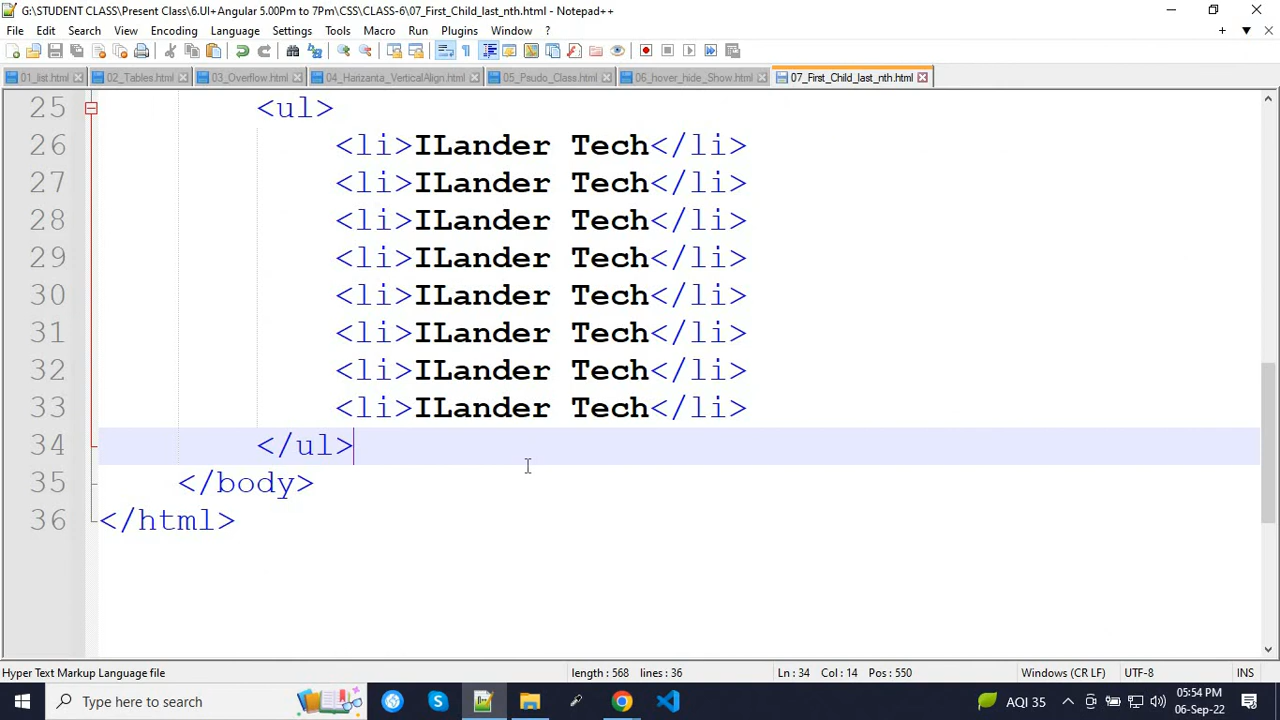 G:\STUDENT CLASS\Present Class\6.UI+Angular 5.00Pm to 7Pm\CSS\CLASS-6\07_First_Child_last_nth.html - Notepad++
File Edit Search View Encoding Language Settings Tools Macro Run Plugins Window ? + ▼ X
01_list.html 02_Tables.html 03_Overflow.html 04_Harizanta_VerticalAlign.html 05_Psudo_Class.html 06_hover_hide_Show.html 07_First_Child_last_nth.html
25 <ul>
26 <li>ILander Tech</li>
27 <li>ILander Tech</li>
28 <li>ILander Tech</li>
29 <li>ILander Tech</li>
30 <li>ILander Tech</li>
31 <li>ILander Tech</li>
32 <li>ILander Tech</li>
33 <li>ILander Tech</li>
34 </ul>
35 </body>
36 </html>
Hyper Text Markup Language file length : 568 lines : 36 Ln : 34 Col : 14 Pos : 550 Windows (CR LF) UTF-8 INS
Type here to search AQI 35 05:54 PM
06-Sep-22